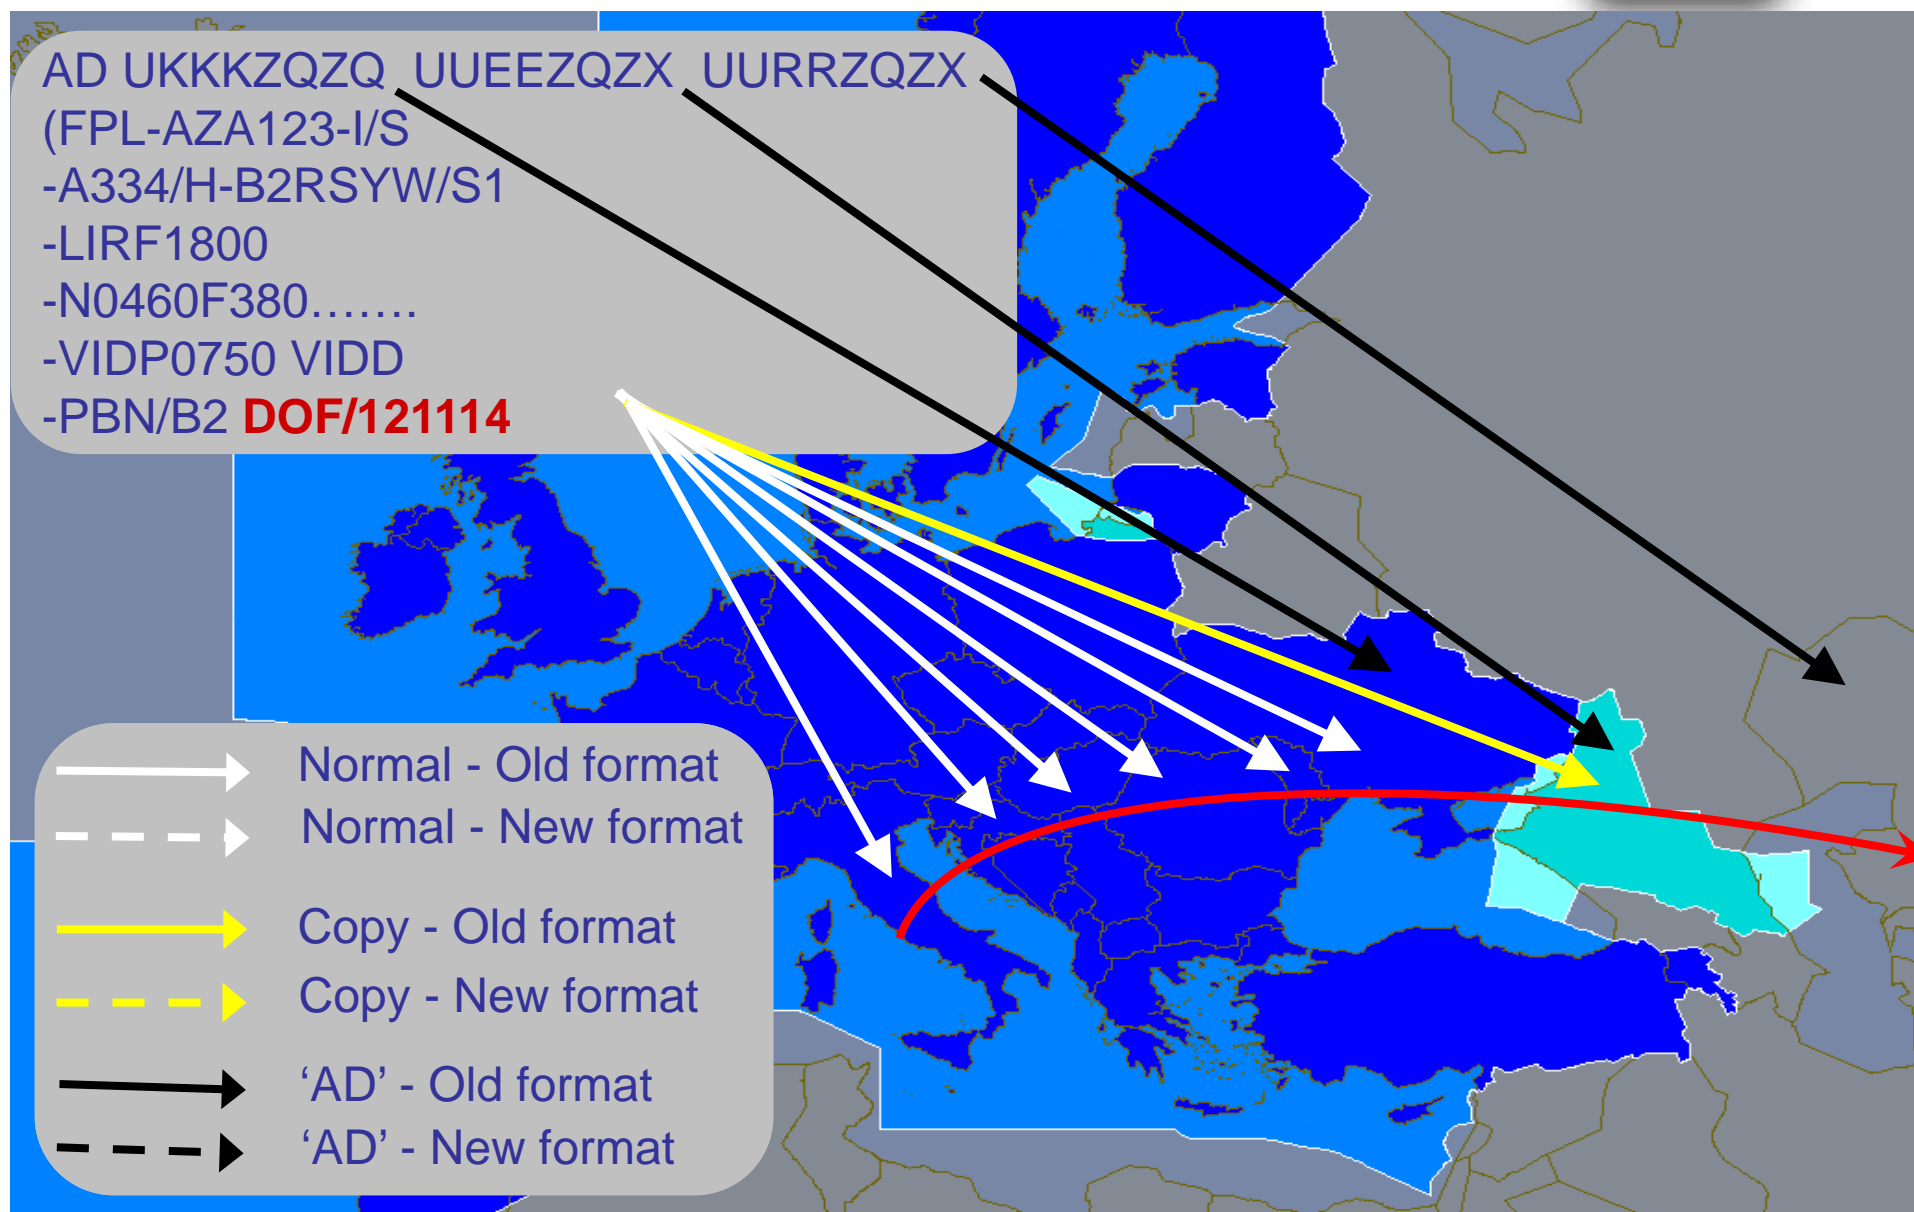 AD UKKKZQZQ UUEEZQZX UURRZQZX
(FPL-AZA123-I/S
-A334/H-B2RSYW/S1
-LIRF1800
-N0460F380…….
-VIDP0750 VIDD
-PBN/B2 DOF/121114
Normal - Old format
Normal - New format
Copy - Old format
Copy - New format
‘AD’ - Old format
‘AD’ - New format